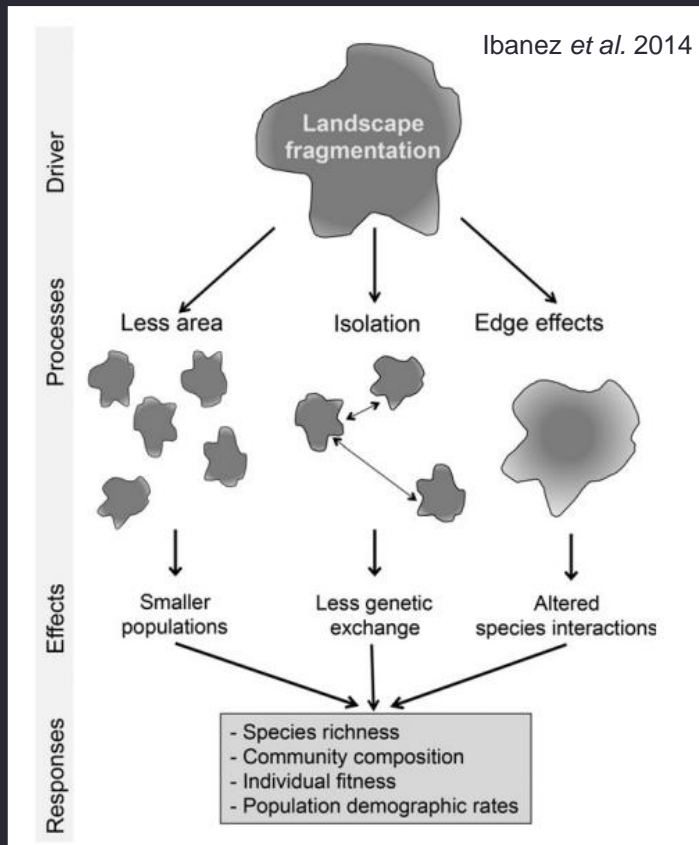 Ibanez et al. 2014
Driver
Landscape
fragmentation
Processes
Less area
Isolation
Edge effects
Effects
Smaller
populations
Less genetic
exchange
Altered
species interactions
Responses
- Species richness
- Community composition
- Individual fitness
- Population demographic rates